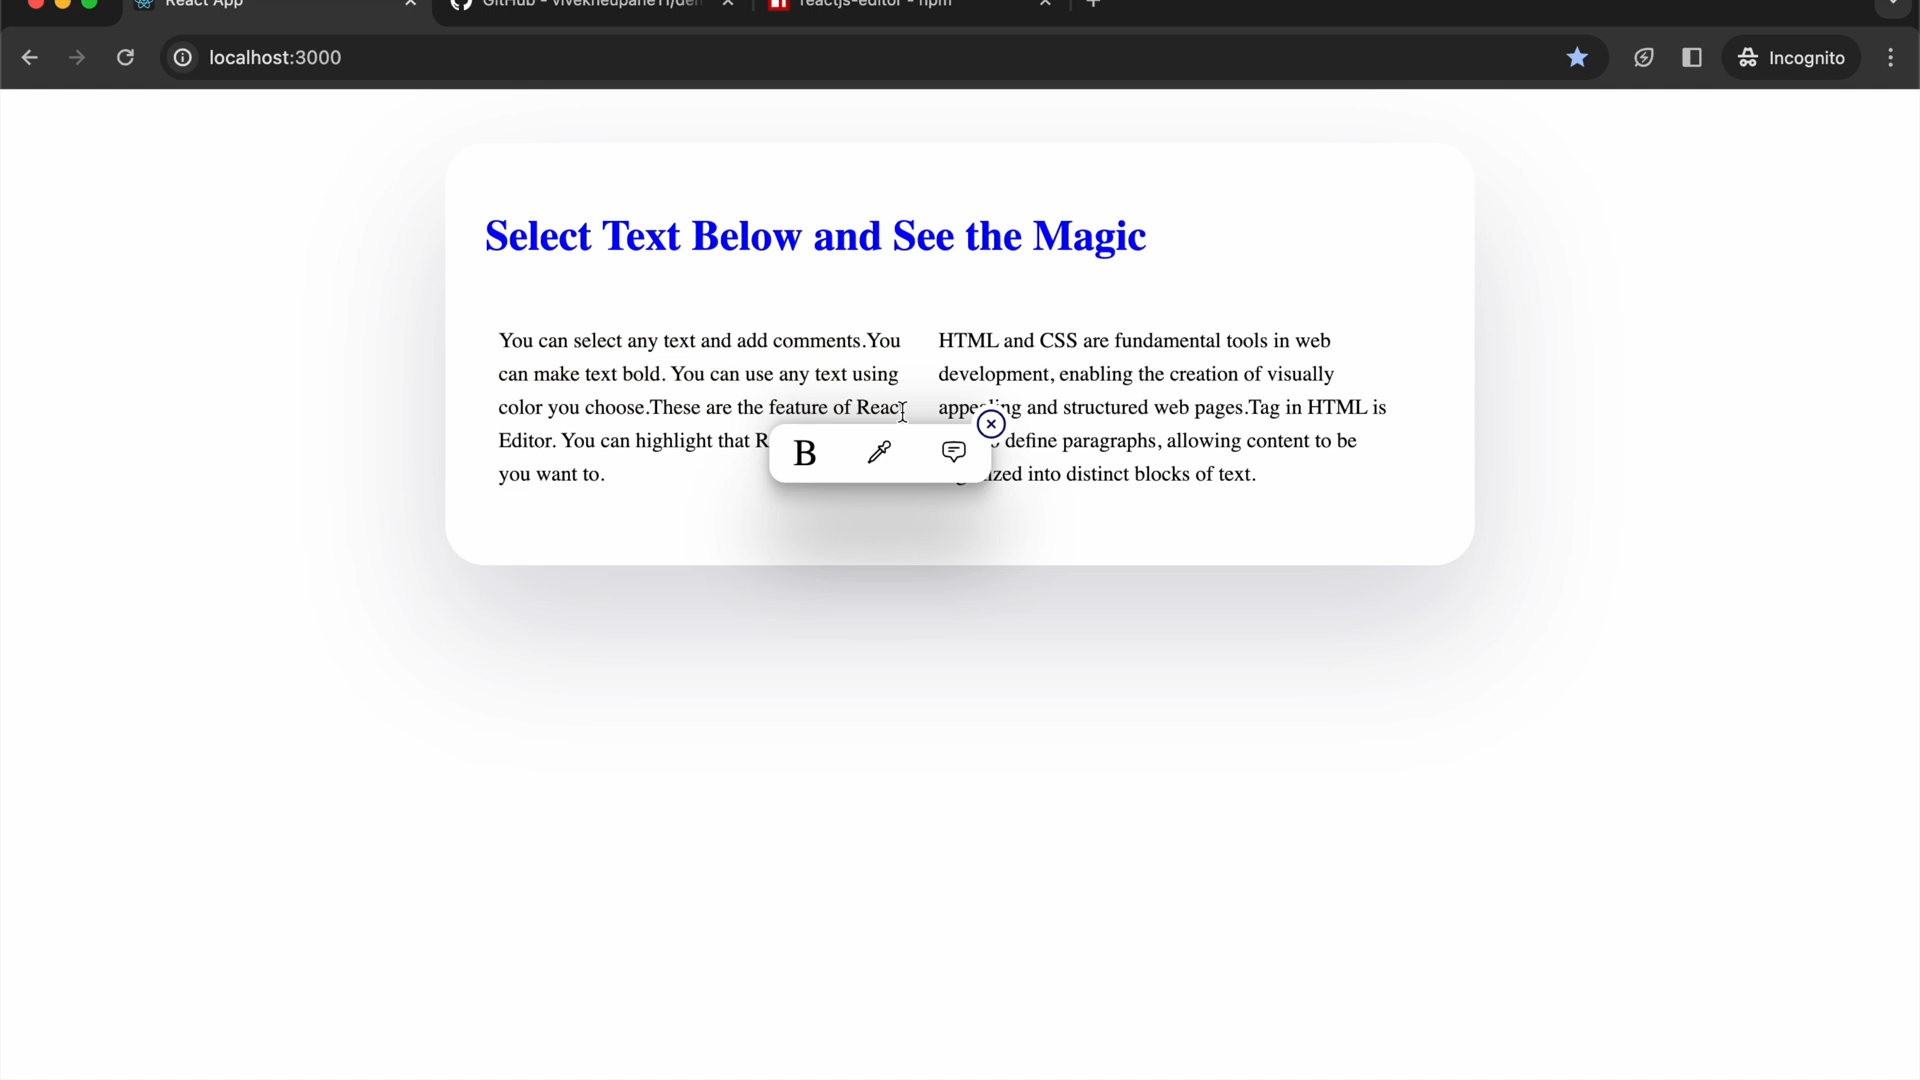 React App
reactjs-editor - npm
localhost:3000
Incognito
Select Text Below and See the Magic
You can select any text and add comments.You
can make text bold. You can use any text using
color you choose.These are the feature of React
Editor. You can highlight that
you want to.
HTML and CSS are fundamental tools in web
development, enabling the creation of visually
appealing and structured web pages.Tag in HTML is
define paragraphs, allowing content to be
into distinct blocks of text.
B